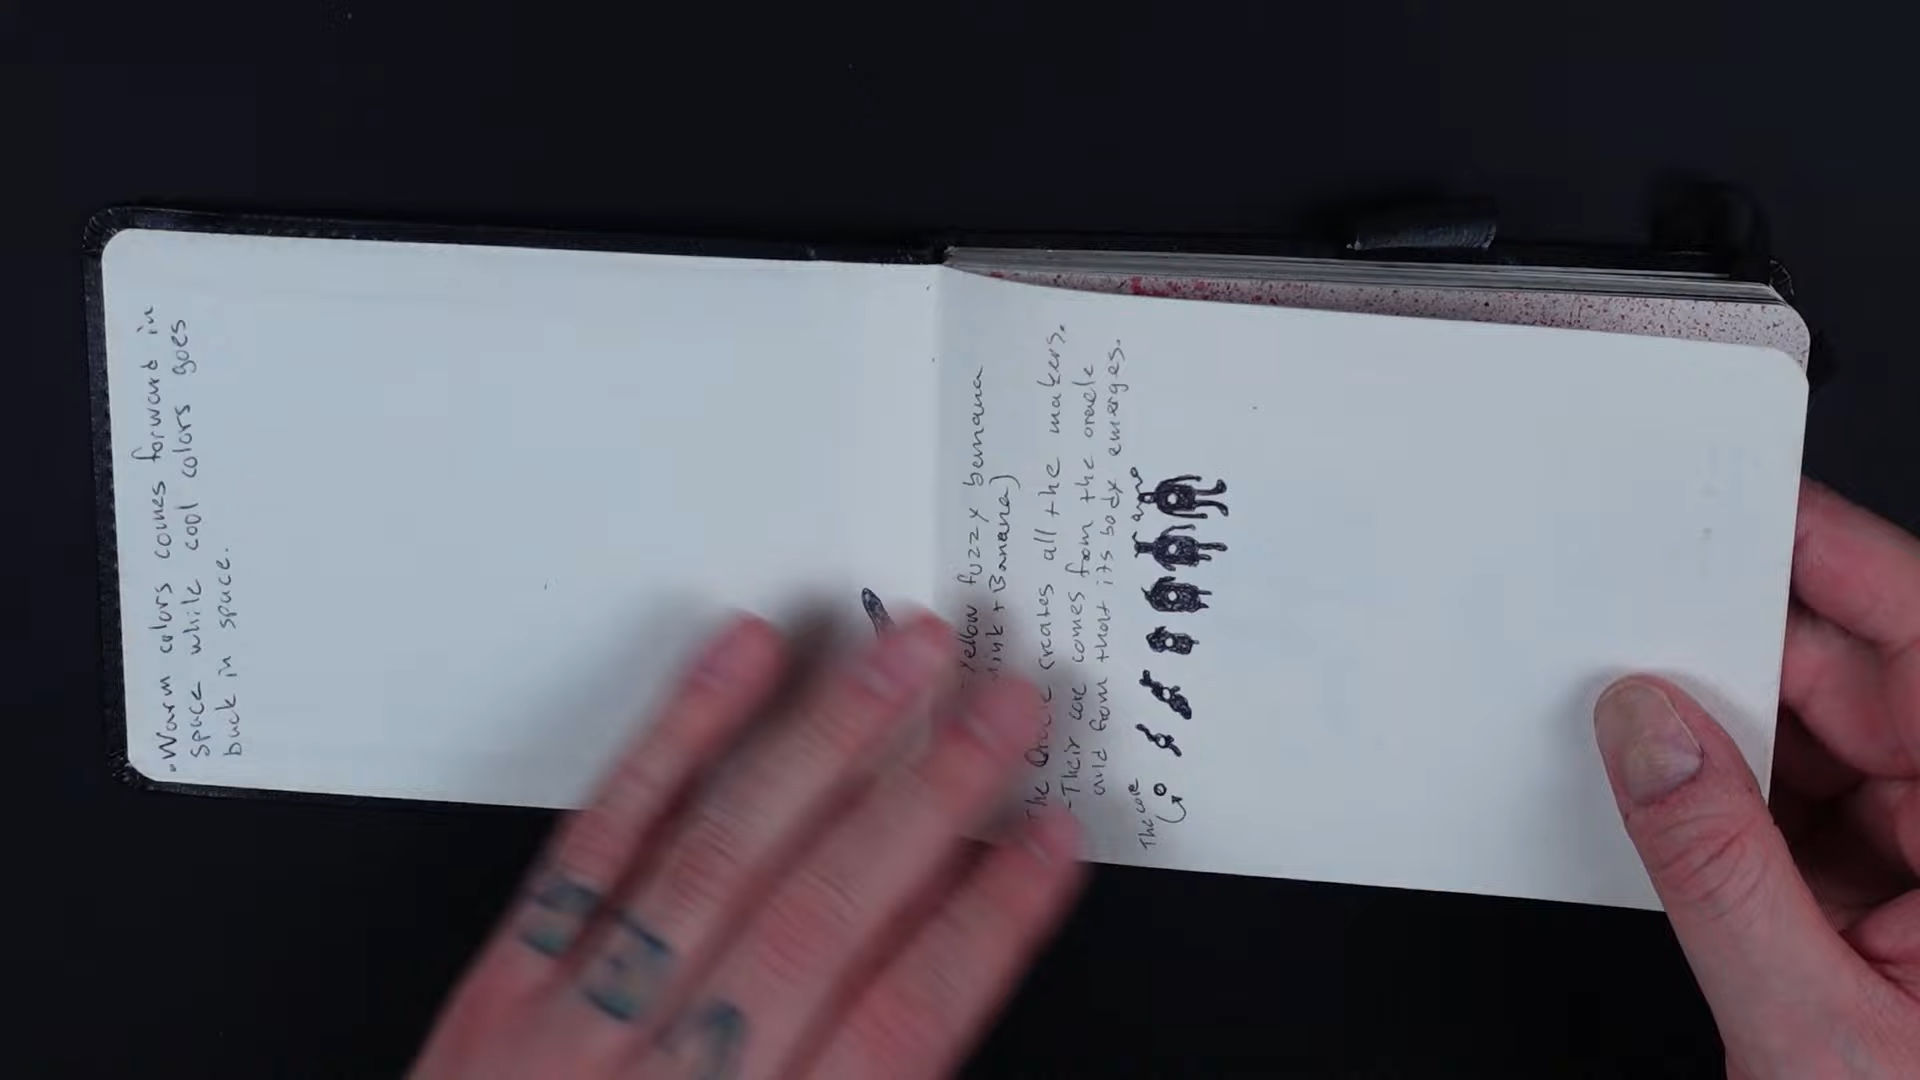 •Warm colors comes forward in
space while cool colors goes
back in space.
-Yellow fuzzy banana
+Banana)
The Oracle creates all the makers.
-Their core comes from the oracle
and from that its body emerges.
The core